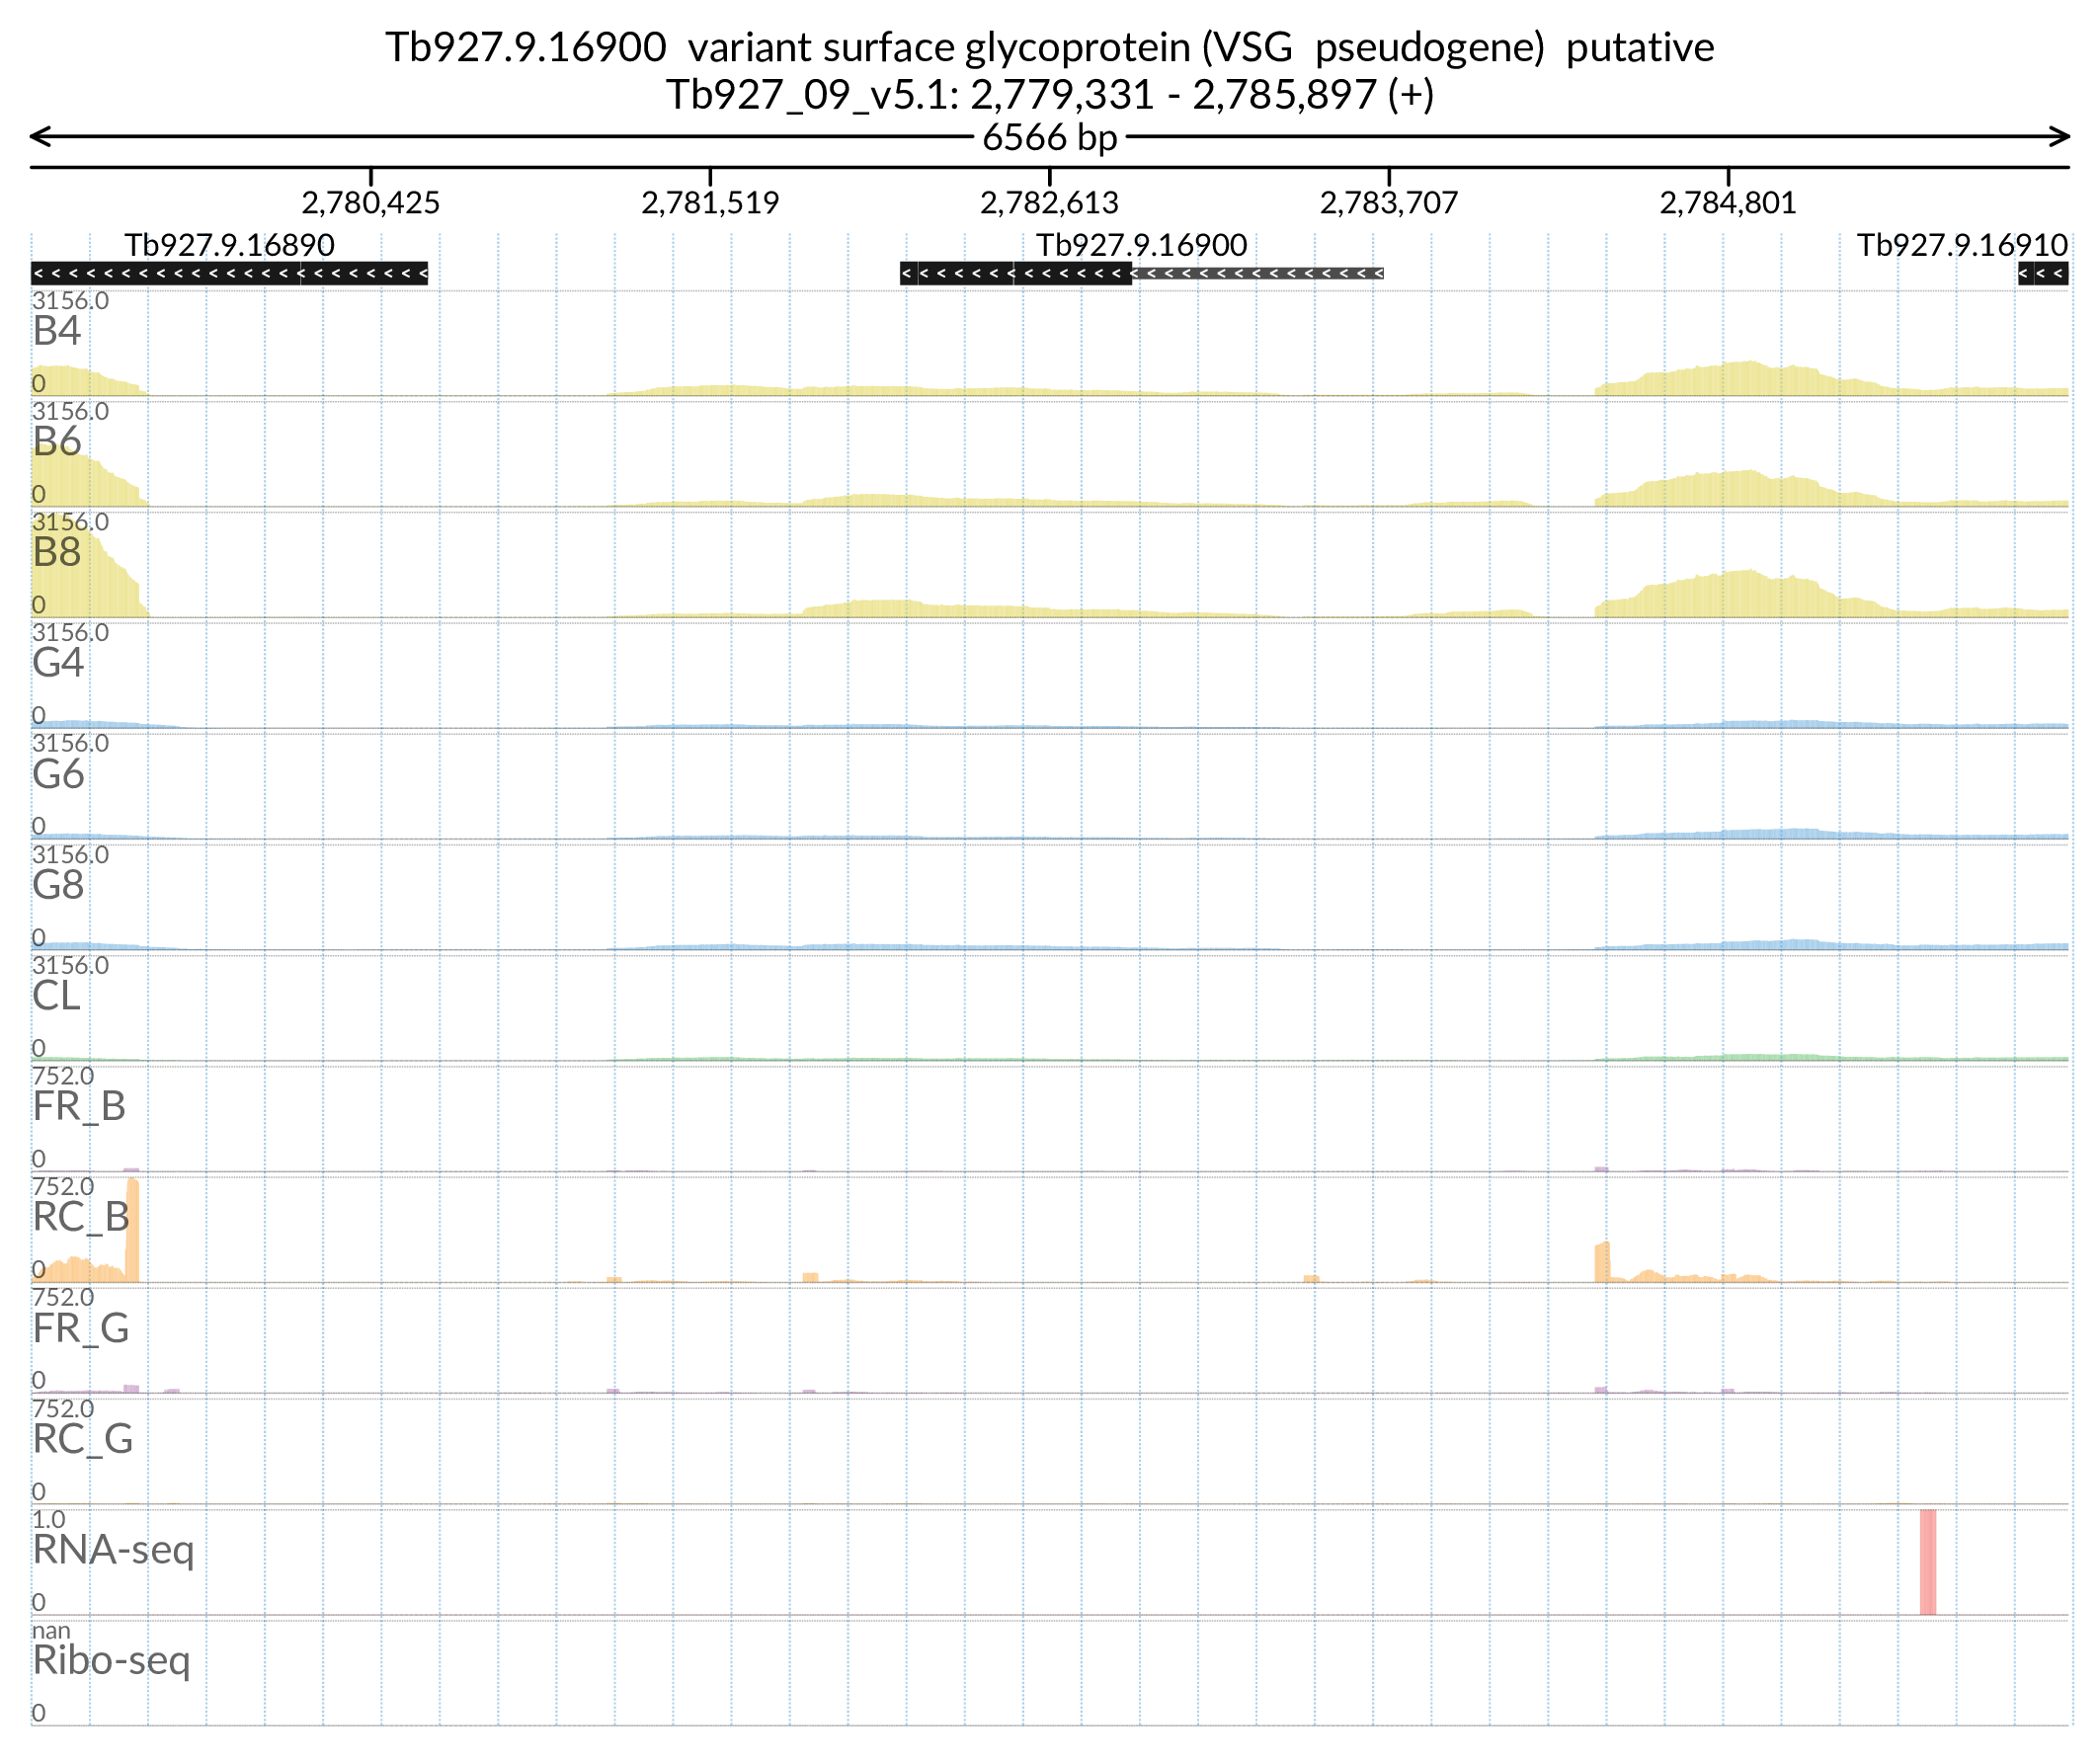 Tb927.9.16900  variant surface glycoprotein (VSG  pseudogene)  putative
Tb927_09_v5.1: 2,779,331 - 2,785,897 (+)
6566 bp
2,780,425 2,781,519 2,782,613 2,783,707 2,784,801
Tb927.9.16890 Tb927.9.16900 Tb927.9.16910
3156.0
B4
0
3156.0
B6
0
3156.0
B8
0
3156.0
G4
0
3156.0
G6
0
3156.0
G8
0
3156.0
CL
0
752.0
FR_B
0
752.0
RC_B
0
752.0
FR_G
0
752.0
RC_G
0
1.0
RNA-seq
0
nan
Ribo-seq
0